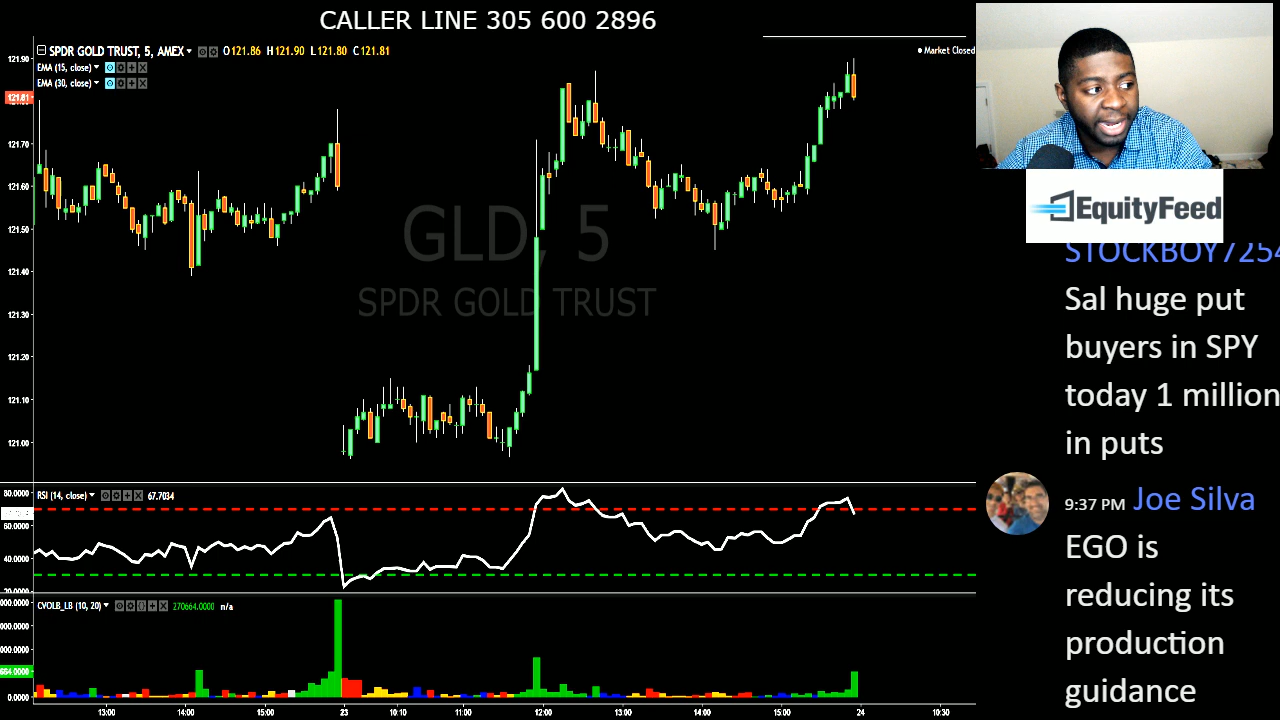 CALLER LINE 305 600 2896
SPDR GOLD TRUST, 5, AMEX O121.86 H121.90 L121.80 C121.81
EMA (15, close)
EMA (30, close)
Market Closed
121.90
121.81
121.70
121.60
121.50
121.40
121.30
121.20
121.10
121.00
GLD, 5
SPDR GOLD TRUST
EquityFeed
STOCKBOY7254
Sal huge put
buyers in SPY
today 1 million
in puts
9:37 PM Joe Silva
EGO is
reducing its
production
guidance
RSI (14, close) 67.7034
80.0000
60.0000
40.0000
20.0000
CVOLB_LB (10, 20) 270664.0000 n/a
0.0000
13:00 14:00 15:00 23 10:10 11:00 12:00 13:00 14:00 15:00 24 10:30